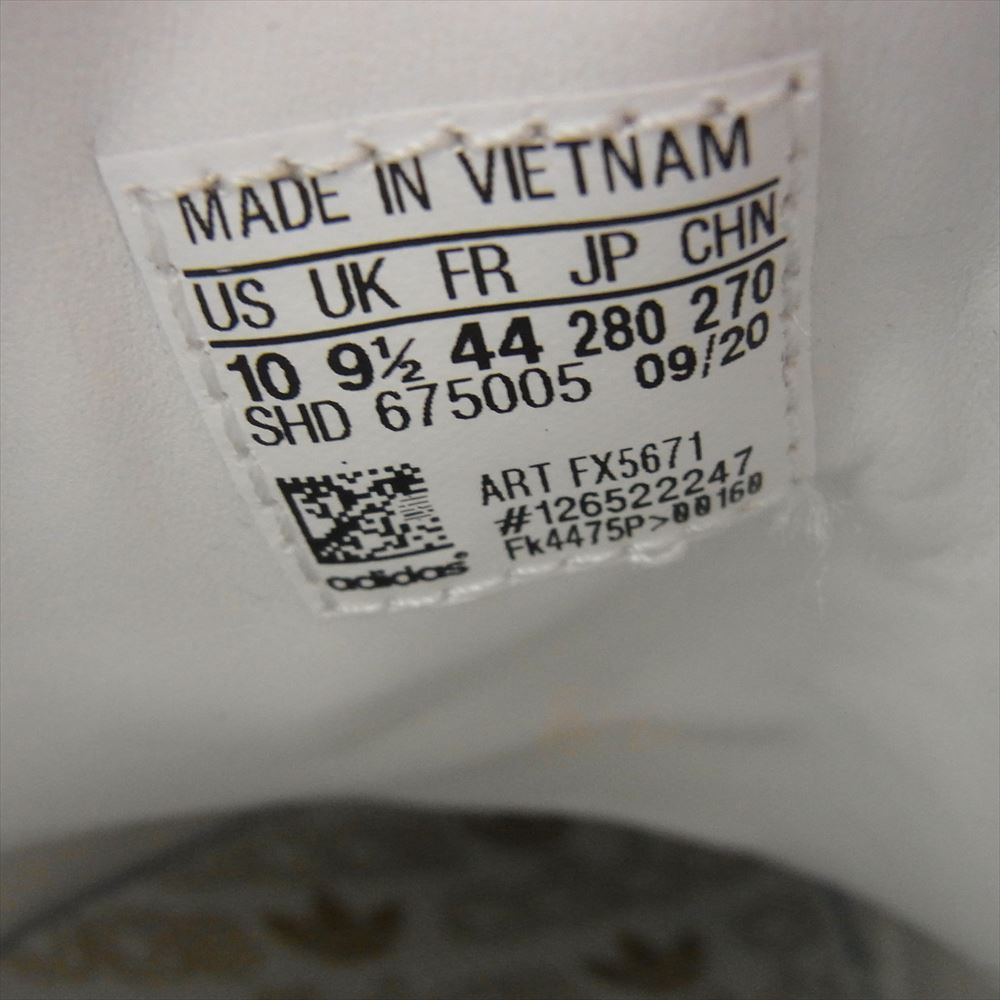 MADE IN VIETNAM
US UK FR JP CHN
10 9½ 44 280 270
SHD 675005 09/20
ART FX5671
#126522247
Fk4475P>00160
adidas®